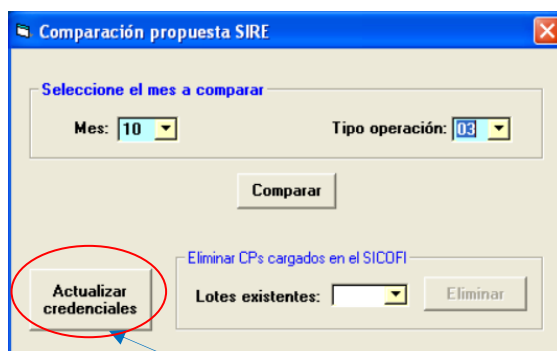 Comparación propuesta SIRE
Seleccione el mes a comparar
Mes: 10 Tipo operación: 03
Comparar
Eliminar CPs cargados en el SICOFI
Actualizar
credenciales
Lotes existentes: Eliminar